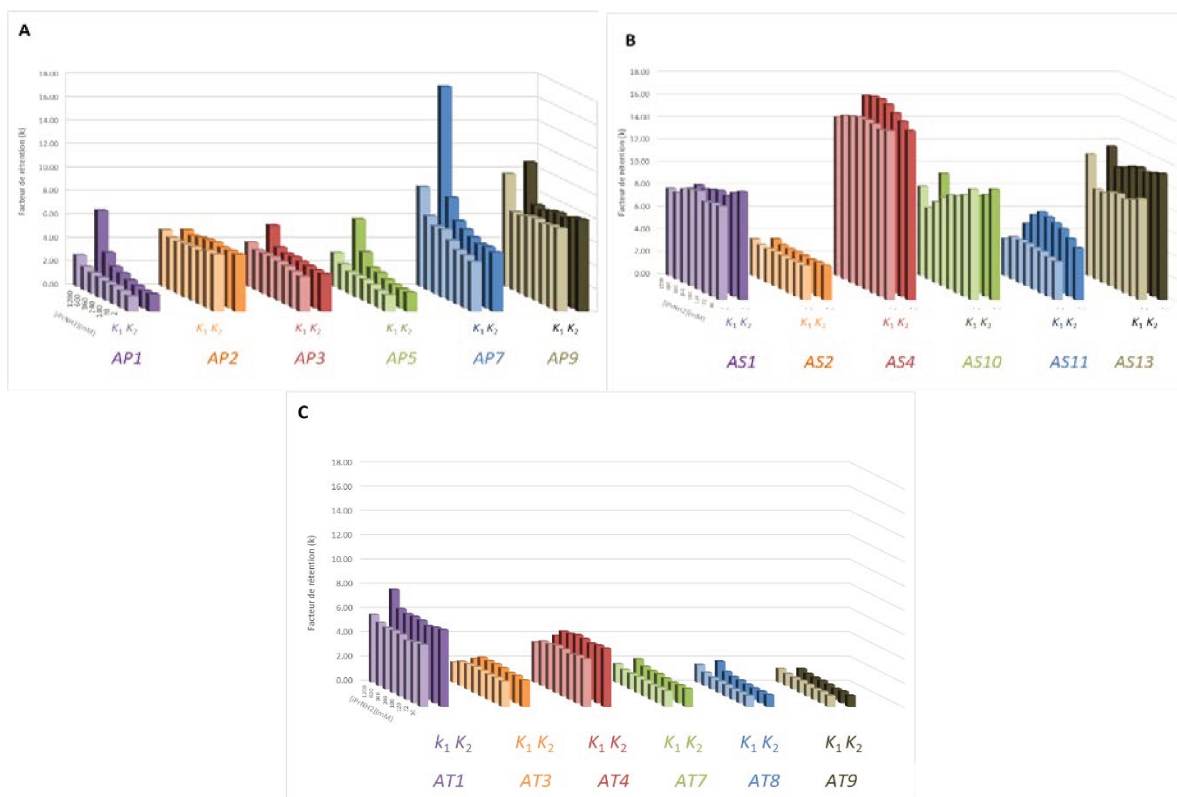 A
18.00
16.00
14.00
12.00
10.00
8.00
6.00
4.00
2.00
0.00
Facteur de rétention (k)
[iPrNH2](mM)
K1 K2 K1 K2 K1 K2 K1 K2 K1 K2 K1 K2
AP1 AP2 AP3 AP5 AP7 AP9
B
18.00
16.00
14.00
12.00
10.00
8.00
6.00
4.00
2.00
0.00
Facteur de rétention (k)
[iPrNH2](mM)
K1 K2 K1 K2 K1 K2 K1 K2 K1 K2 K1 K2
AS1 AS2 AS4 AS10 AS11 AS13
C
18.00
16.00
14.00
12.00
10.00
8.00
6.00
4.00
2.00
0.00
Facteur de rétention (k)
[iPrNH2](mM)
k1 K2 K1 K2 K1 K2 K1 K2 K1 K2 K1 K2
AT1 AT3 AT4 AT7 AT8 AT9